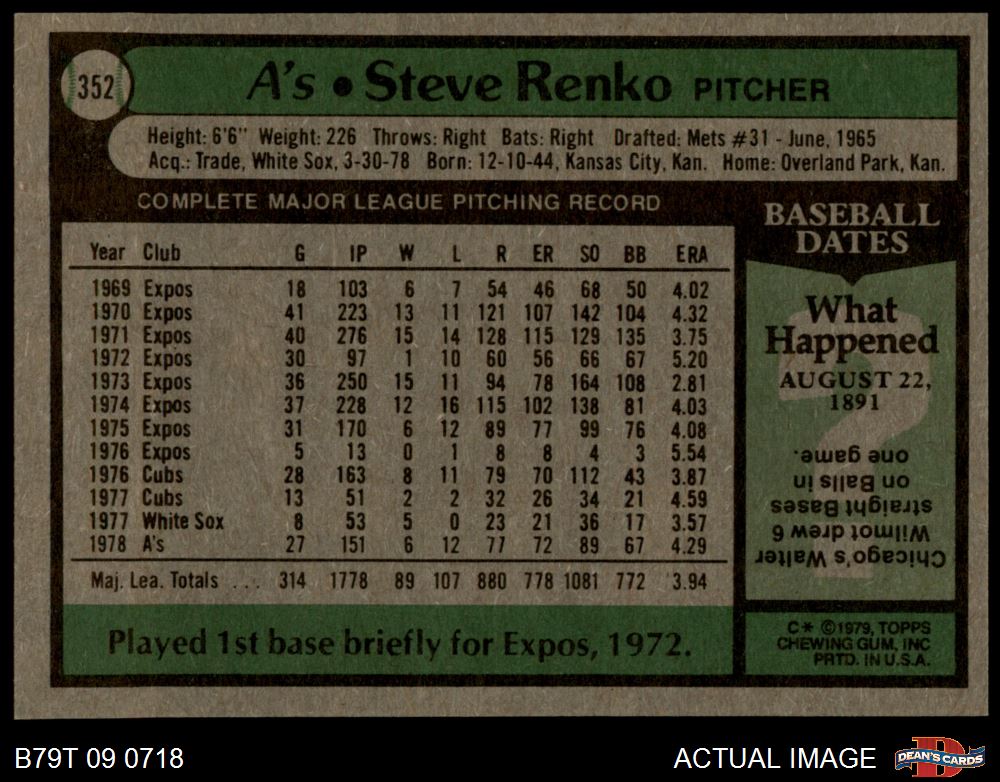 352
A's • Steve Renko PITCHER
Height: 6'6" Weight: 226 Throws: Right Bats: Right Drafted: Mets #31 - June, 1965
Acq.: Trade, White Sox, 3-30-78 Born: 12-10-44, Kansas City, Kan. Home: Overland Park, Kan.
COMPLETE MAJOR LEAGUE PITCHING RECORD
Year Club G IP W L R ER SO BB ERA
1969 Expos 18 103 6 7 54 46 68 50 4.02
1970 Expos 41 223 13 11 121 107 142 104 4.32
1971 Expos 40 276 15 14 128 115 129 135 3.75
1972 Expos 30 97 1 10 60 56 66 67 5.20
1973 Expos 36 250 15 11 94 78 164 108 2.81
1974 Expos 37 228 12 16 115 102 138 81 4.03
1975 Expos 31 170 6 12 89 77 99 76 4.08
1976 Expos 5 13 0 1 8 8 4 3 5.54
1976 Cubs 28 163 8 11 79 70 112 43 3.87
1977 Cubs 13 51 2 2 32 26 34 21 4.59
1977 White Sox 8 53 5 0 23 21 36 17 3.57
1978 A's 27 151 6 12 77 72 89 67 4.29
Maj. Lea. Totals ... 314 1778 89 107 880 778 1081 772 3.94
Played 1st base briefly for Expos, 1972.
BASEBALL
DATES
What
Happened
AUGUST 22,
1891
Chicago's Walter
Wilmot drew 6
straight Bases
on Balls in
one game.
C* ©1979, TOPPS
CHEWING GUM, INC
PRTD. IN U.S.A.
B79T 09 0718
ACTUAL IMAGE
D
DEAN'S CARDS